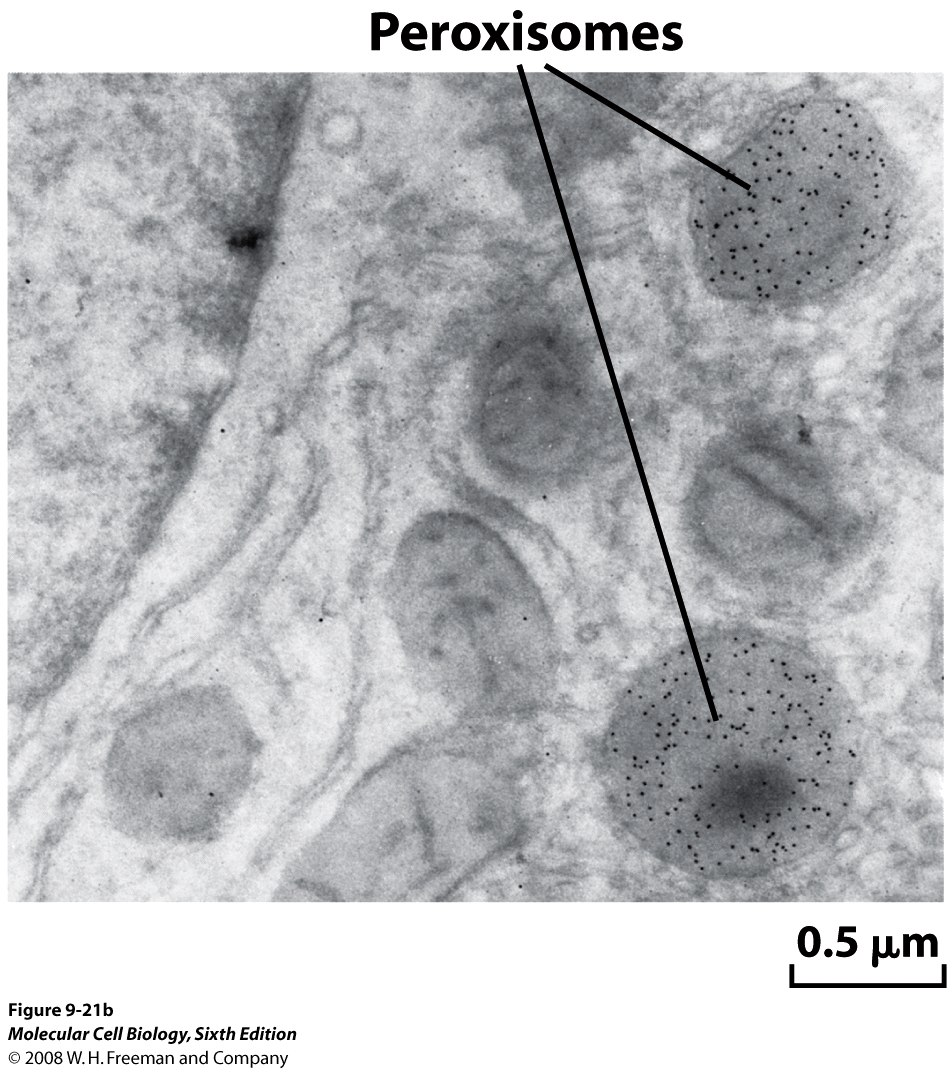 Peroxisomes
0.5 μm
Figure 9-21b
Molecular Cell Biology, Sixth Edition
© 2008 W. H. Freeman and Company